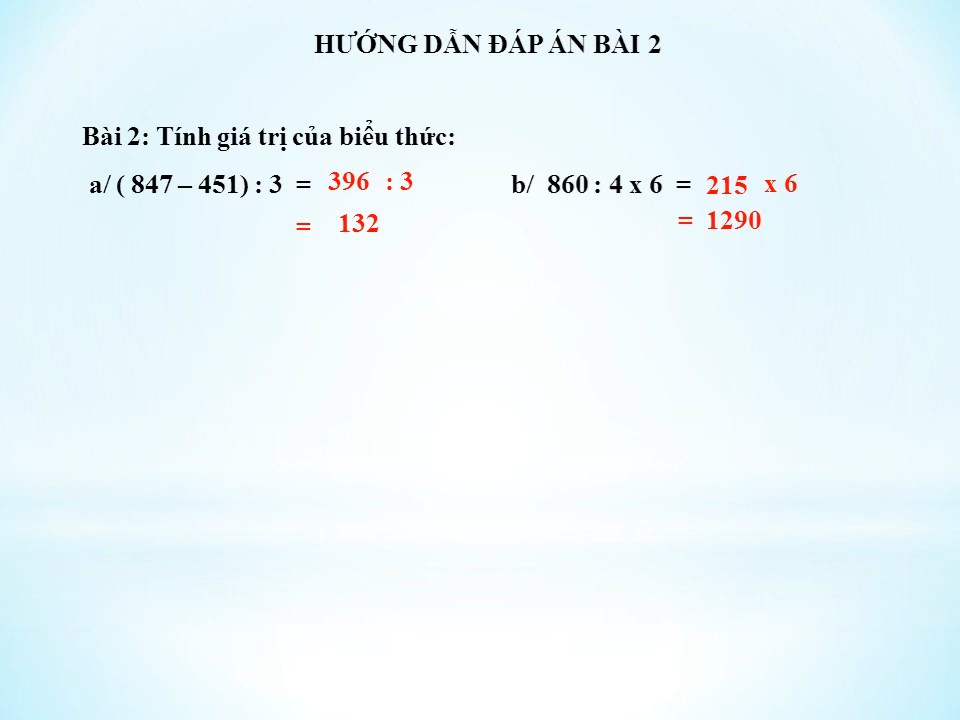 HƯỚNG DẪN ĐÁP ÁN BÀI 2
Bài 2: Tính giá trị của biểu thức:
a/ ( 847 – 451) : 3 = 396 : 3
= 132
b/ 860 : 4 x 6 = 215 x 6
= 1290